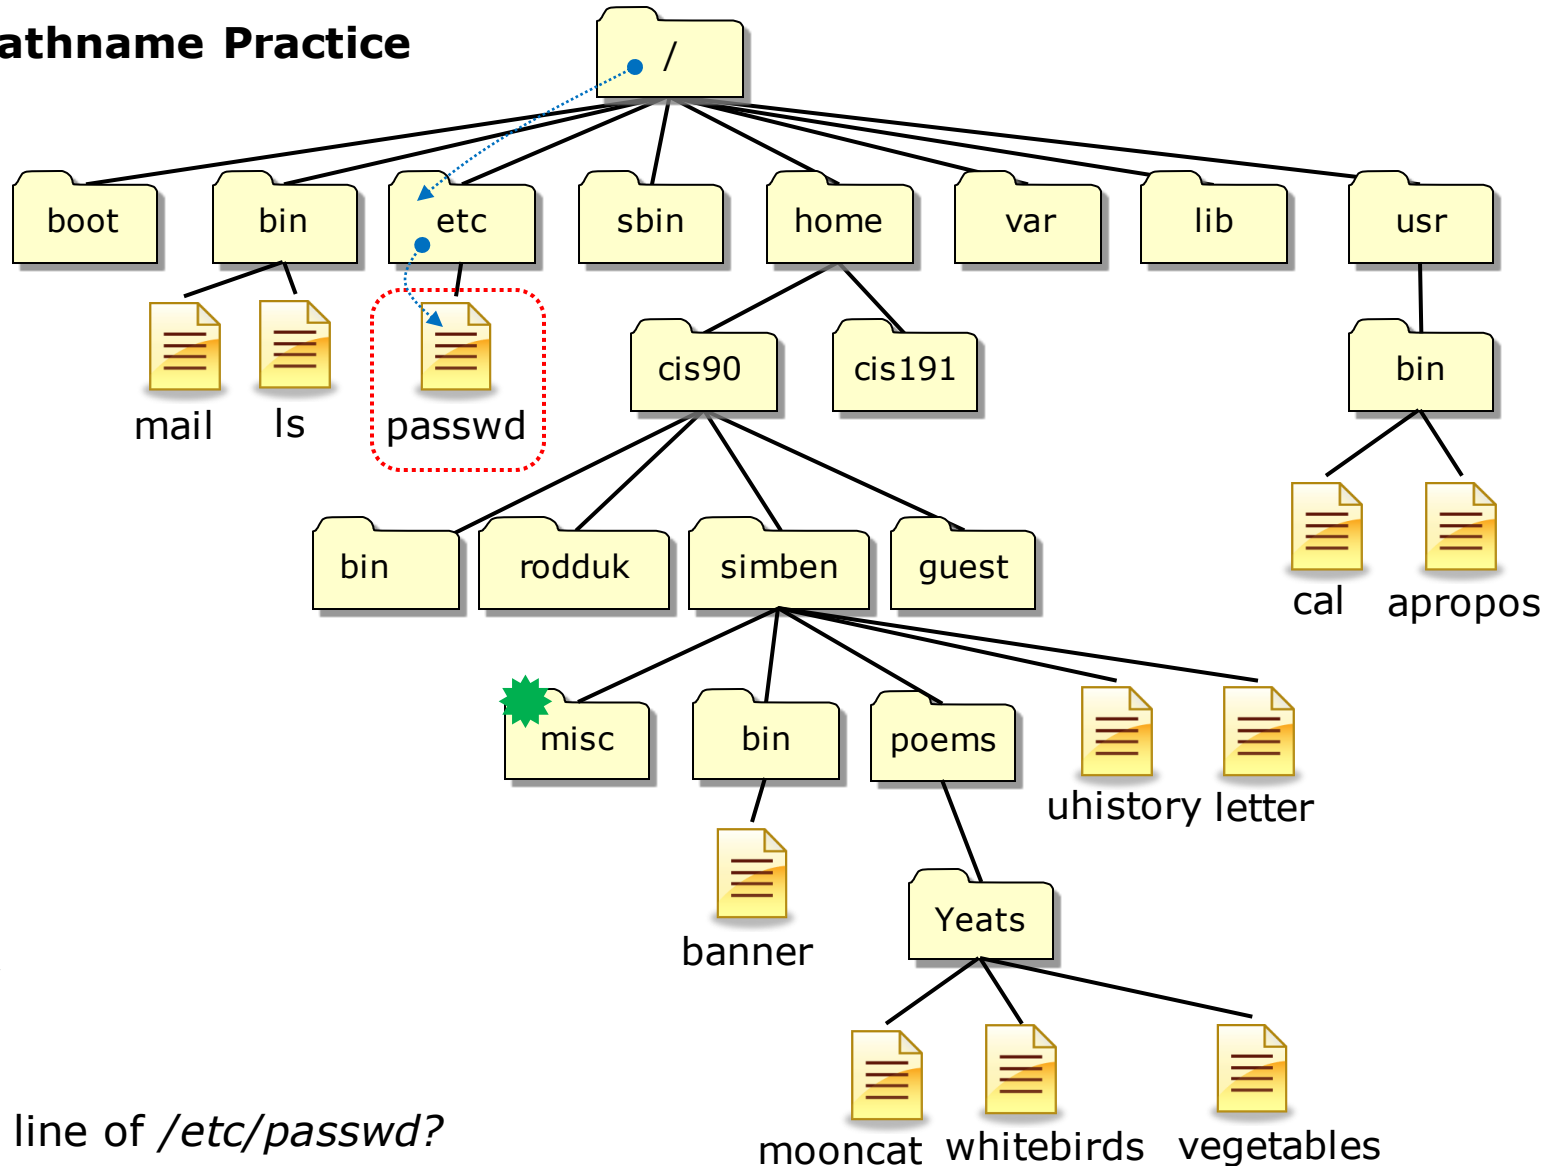 athname Practice
/
boot bin etc sbin home var lib usr
mail ls passwd
cis90 cis191 bin
bin rodduk simben guest
cal apropos
misc bin poems
uhistory letter
banner
Yeats
line of /etc/passwd?
mooncat whitebirds vegetables